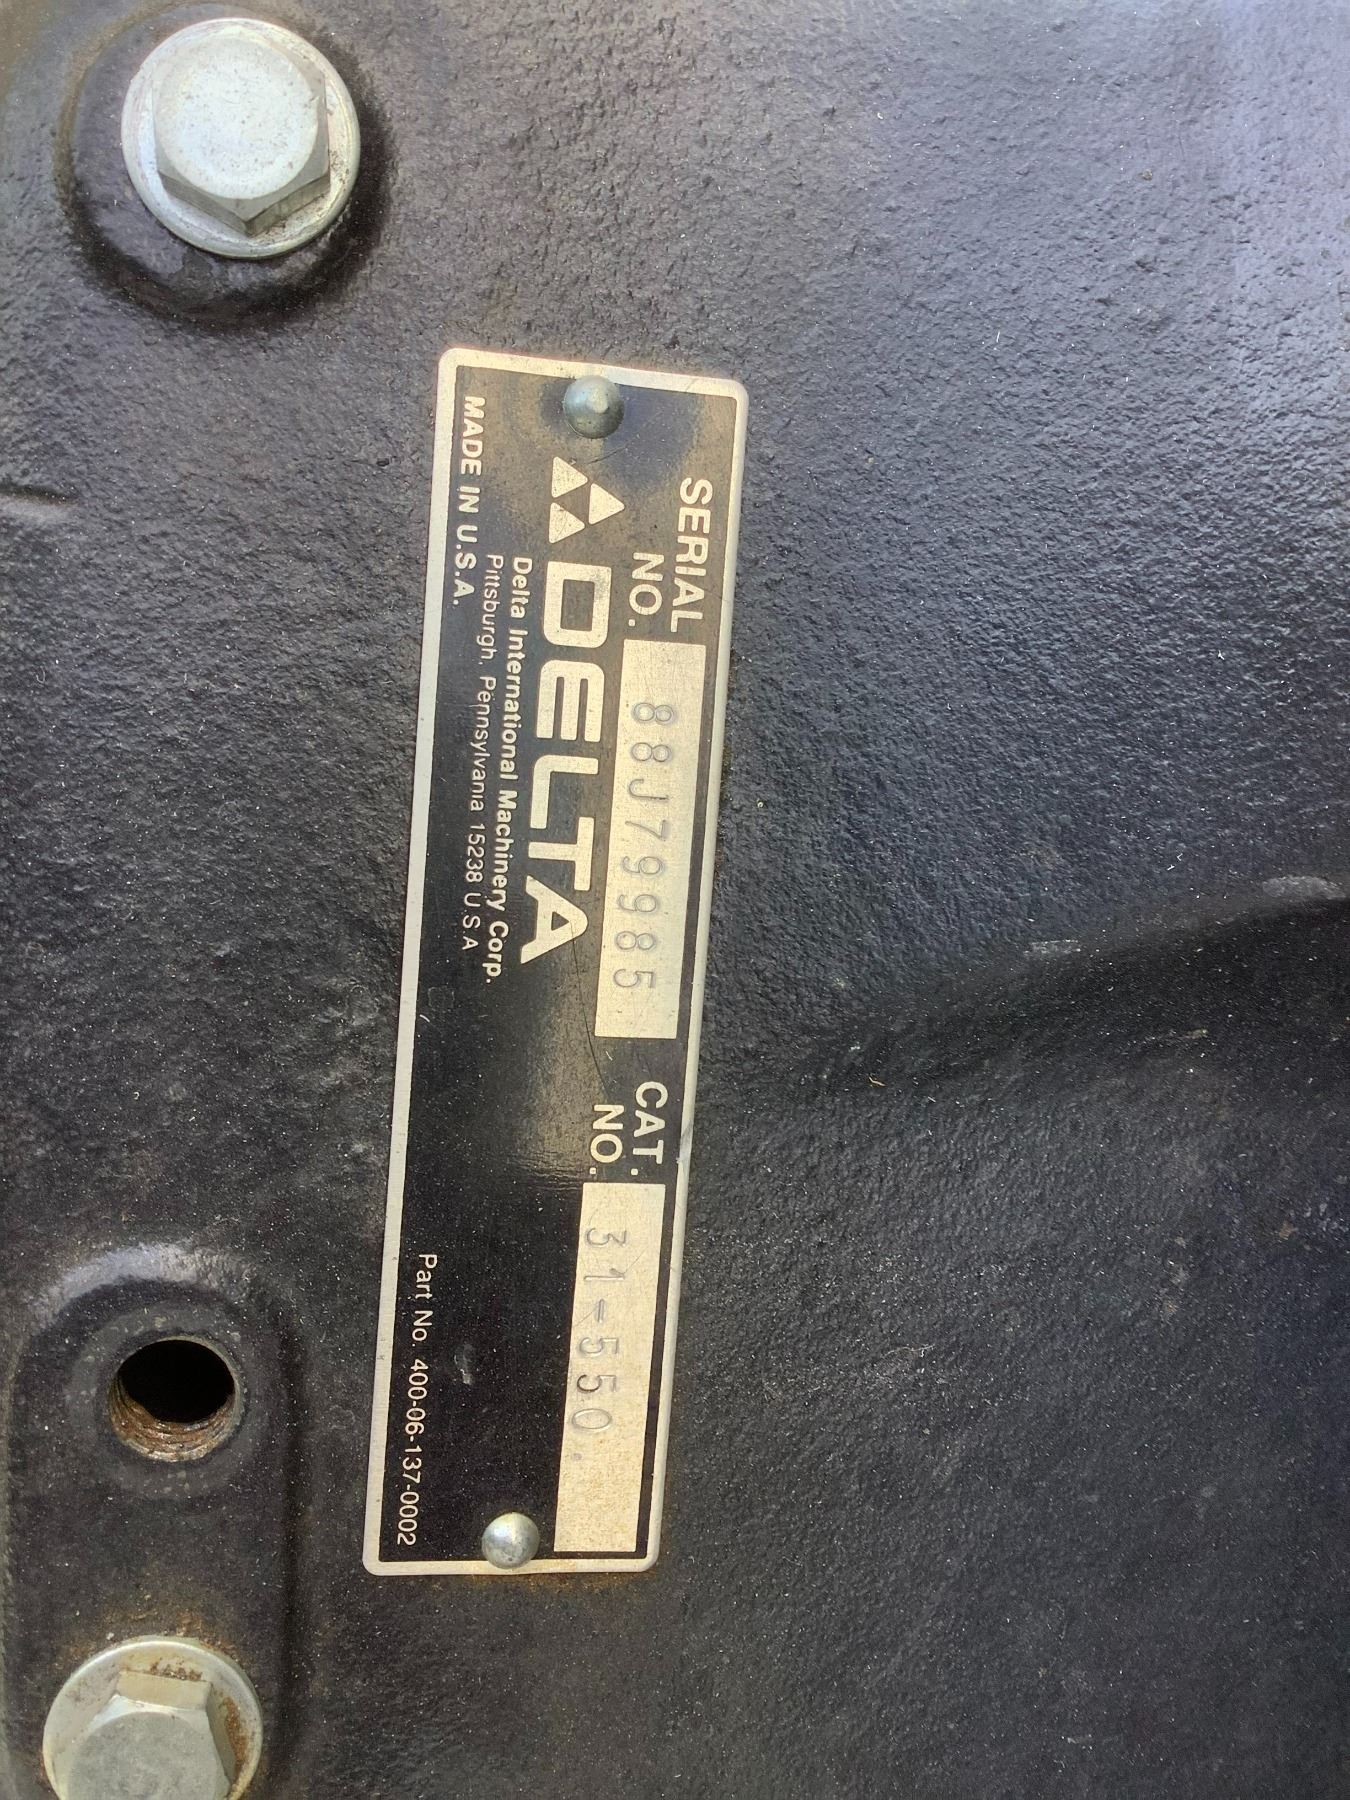 SERIAL
NO. 88J79985
CAT.
NO. 31-550.
DELTA
Delta International Machinery Corp.
Pittsburgh, Pennsylvania 15238 U.S.A
MADE IN U.S.A.
Part No. 400-06-137-0002